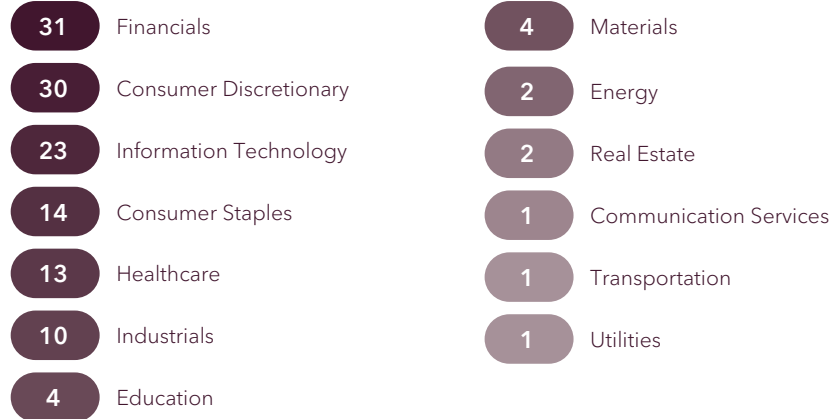 31 Financials
30 Consumer Discretionary
23 Information Technology
14 Consumer Staples
13 Healthcare
10 Industrials
4 Education
4 Materials
2 Energy
2 Real Estate
1 Communication Services
1 Transportation
1 Utilities